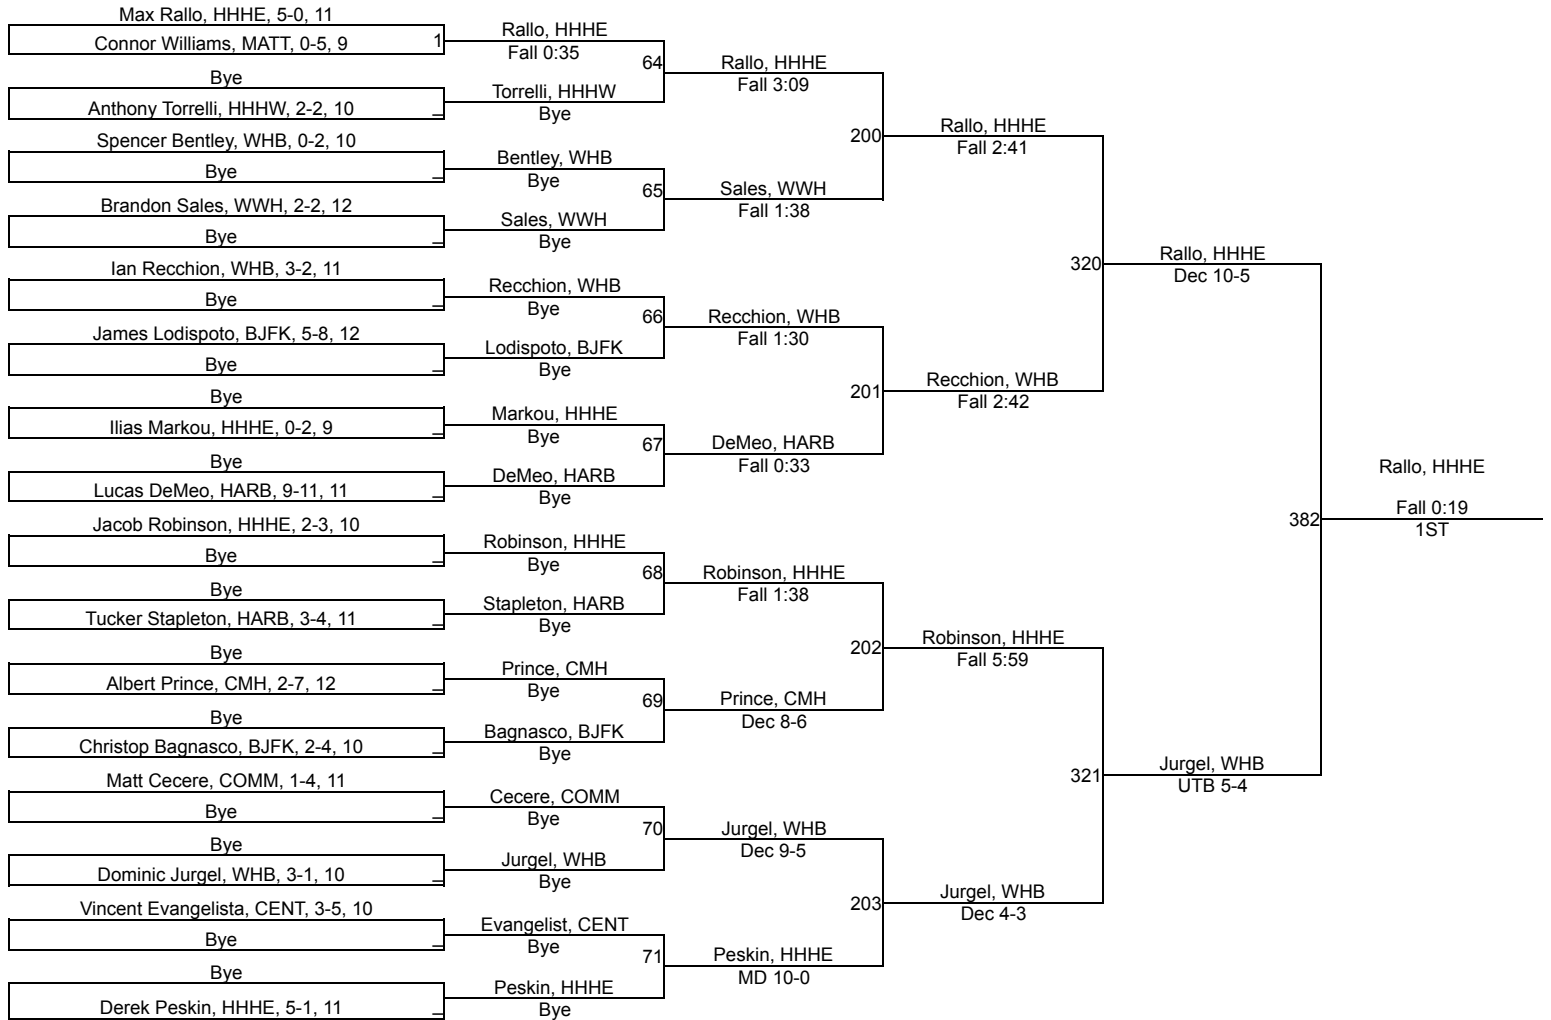 Max Rallo, HHHE, 5-0, 11
Connor Williams, MATT, 0-5, 9
1
Bye
Anthony Torrelli, HHHW, 2-2, 10
Spencer Bentley, WHB, 0-2, 10
Bye
Brandon Sales, WWH, 2-2, 12
Bye
Ian Recchion, WHB, 3-2, 11
Bye
James Lodispoto, BJFK, 5-8, 12
Bye
Bye
Ilias Markou, HHHE, 0-2, 9
Bye
Lucas DeMeo, HARB, 9-11, 11
Jacob Robinson, HHHE, 2-3, 10
Bye
Bye
Tucker Stapleton, HARB, 3-4, 11
Bye
Albert Prince, CMH, 2-7, 12
Bye
Christop Bagnasco, BJFK, 2-4, 10
Matt Cecere, COMM, 1-4, 11
Bye
Bye
Dominic Jurgel, WHB, 3-1, 10
Vincent Evangelista, CENT, 3-5, 10
Bye
Bye
Derek Peskin, HHHE, 5-1, 11
Rallo, HHHE
Fall 0:35
64
Torrelli, HHHW
Bye
Bentley, WHB
Bye
65
Sales, WWH
Bye
Recchion, WHB
Bye
66
Lodispoto, BJFK
Bye
Markou, HHHE
Bye
67
DeMeo, HARB
Bye
Robinson, HHHE
Bye
68
Stapleton, HARB
Bye
Prince, CMH
Bye
69
Bagnasco, BJFK
Bye
Cecere, COMM
Bye
70
Jurgel, WHB
Bye
Evangelist, CENT
Bye
71
Peskin, HHHE
Bye
Rallo, HHHE
Fall 3:09
200
Sales, WWH
Fall 1:38
Recchion, WHB
Fall 1:30
201
DeMeo, HARB
Fall 0:33
Robinson, HHHE
Fall 1:38
202
Prince, CMH
Dec 8-6
Jurgel, WHB
Dec 9-5
203
Peskin, HHHE
MD 10-0
Rallo, HHHE
Fall 2:41
320
Recchion, WHB
Fall 2:42
Robinson, HHHE
Fall 5:59
321
Jurgel, WHB
Dec 4-3
Rallo, HHHE
Dec 10-5
382
Jurgel, WHB
UTB 5-4
Rallo, HHHE
Fall 0:19
1ST